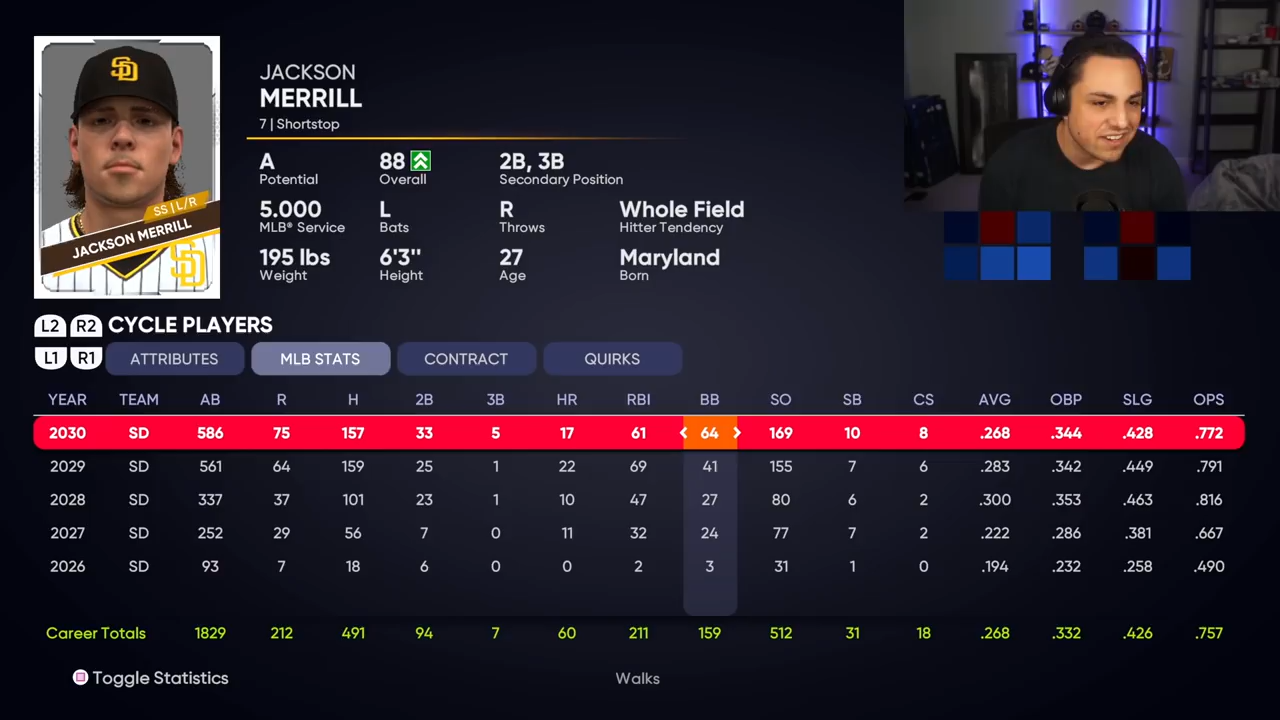 SD
SS | L/R
JACKSON MERRILL
SD
JACKSON
MERRILL
7 | Shortstop
A 88 2B, 3B
Potential Overall Secondary Position
5.000 L R Whole Field
MLB® Service Bats Throws Hitter Tendency
195 lbs 6'3" 27 Maryland
Weight Height Age Born
L2 R2 CYCLE PLAYERS
L1 R1 ATTRIBUTES MLB STATS CONTRACT QUIRKS
YEAR TEAM AB R H 2B 3B HR RBI BB SO SB CS AVG OBP SLG OPS
2030 SD 586 75 157 33 5 17 61 64 169 10 8 .268 .344 .428 .772
2029 SD 561 64 159 25 1 22 69 41 155 7 6 .283 .342 .449 .791
2028 SD 337 37 101 23 1 10 47 27 80 6 2 .300 .353 .463 .816
2027 SD 252 29 56 7 0 11 32 24 77 7 2 .222 .286 .381 .667
2026 SD 93 7 18 6 0 0 2 3 31 1 0 .194 .232 .258 .490
Career Totals 1829 212 491 94 7 60 211 159 512 31 18 .268 .332 .426 .757
Toggle Statistics Walks